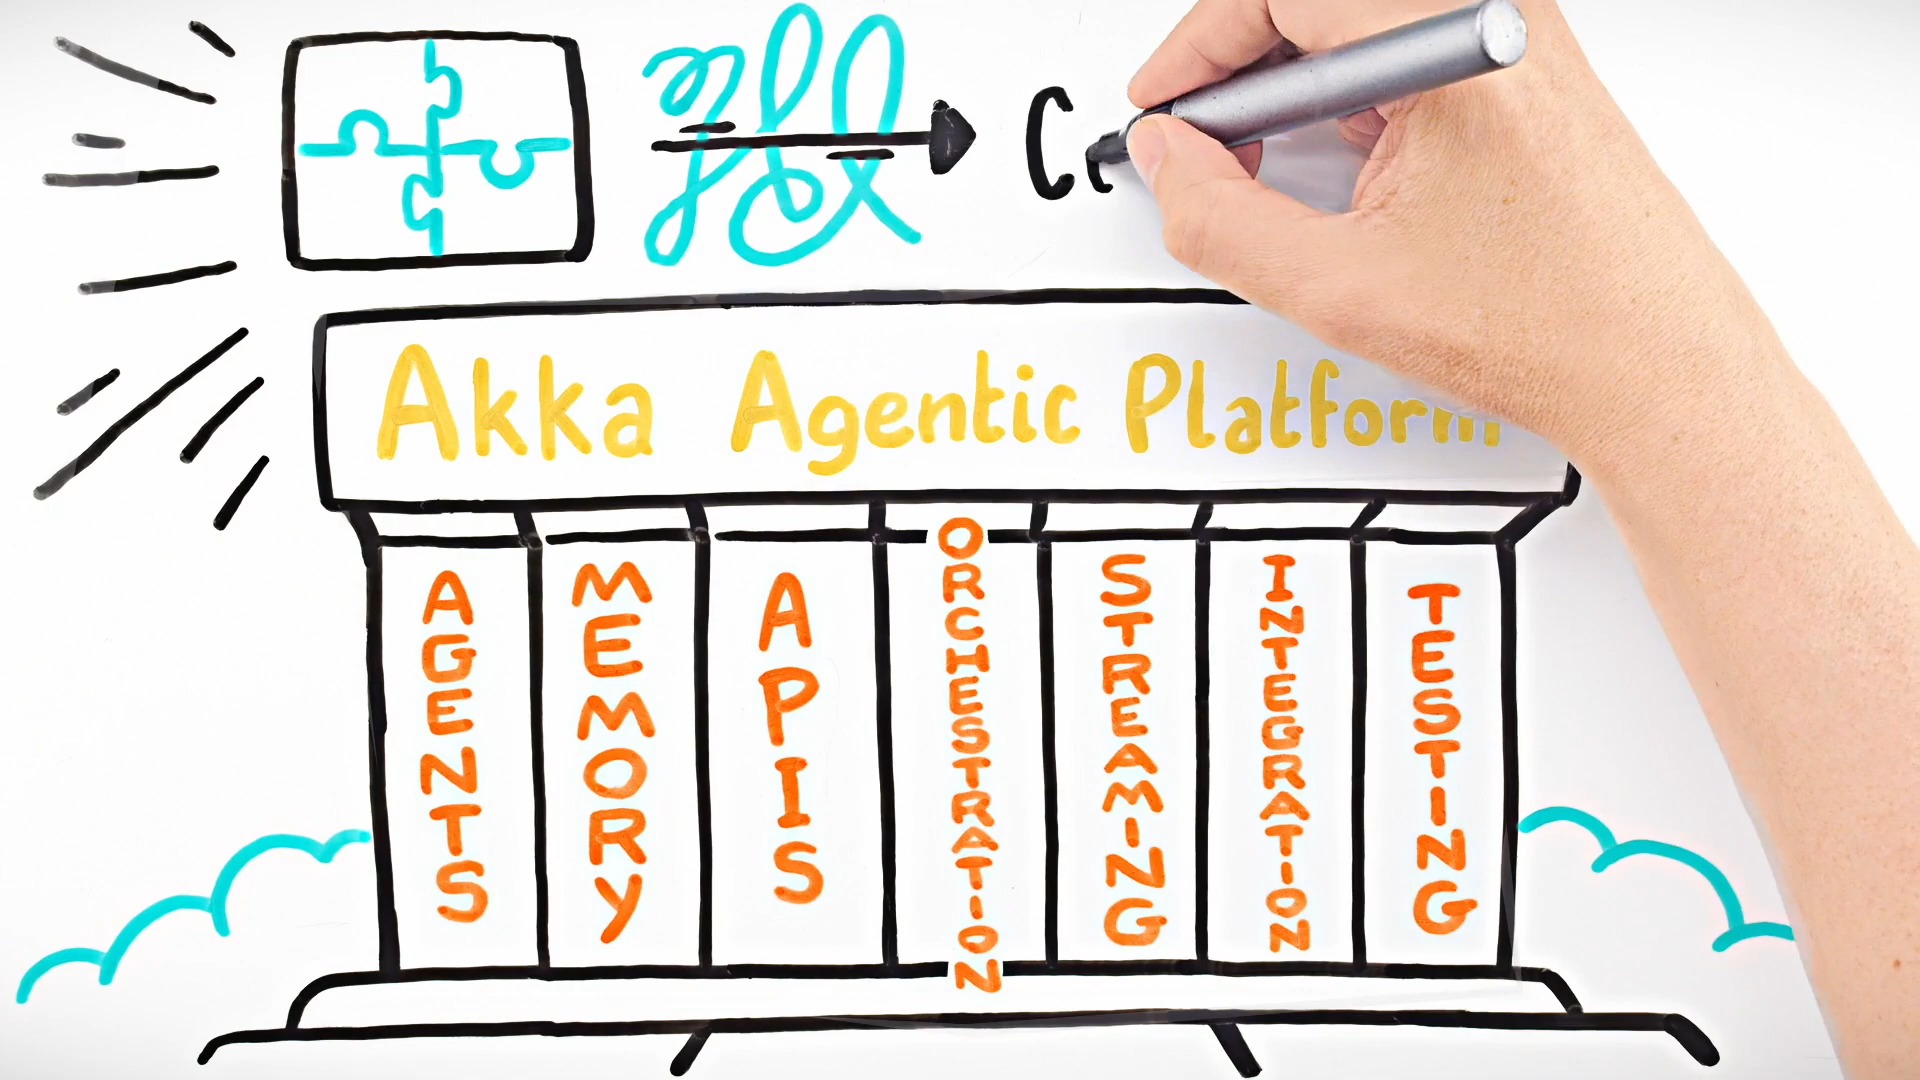 C
Akka Agentic Platform
AGENTS
MEMORY
APIS
ORCHESTRATION
STREAMING
INTEGRATION
TESTING